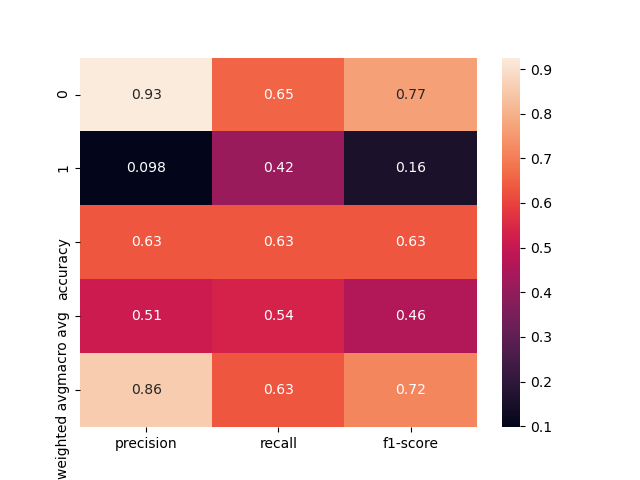 0 0.93 0.65 0.77
1 0.098 0.42 0.16
accuracy 0.63 0.63 0.63
macro avg 0.51 0.54 0.46
weighted avg 0.86 0.63 0.72
precision recall f1-score
0.9
0.8
0.7
0.6
0.5
0.4
0.3
0.2
0.1